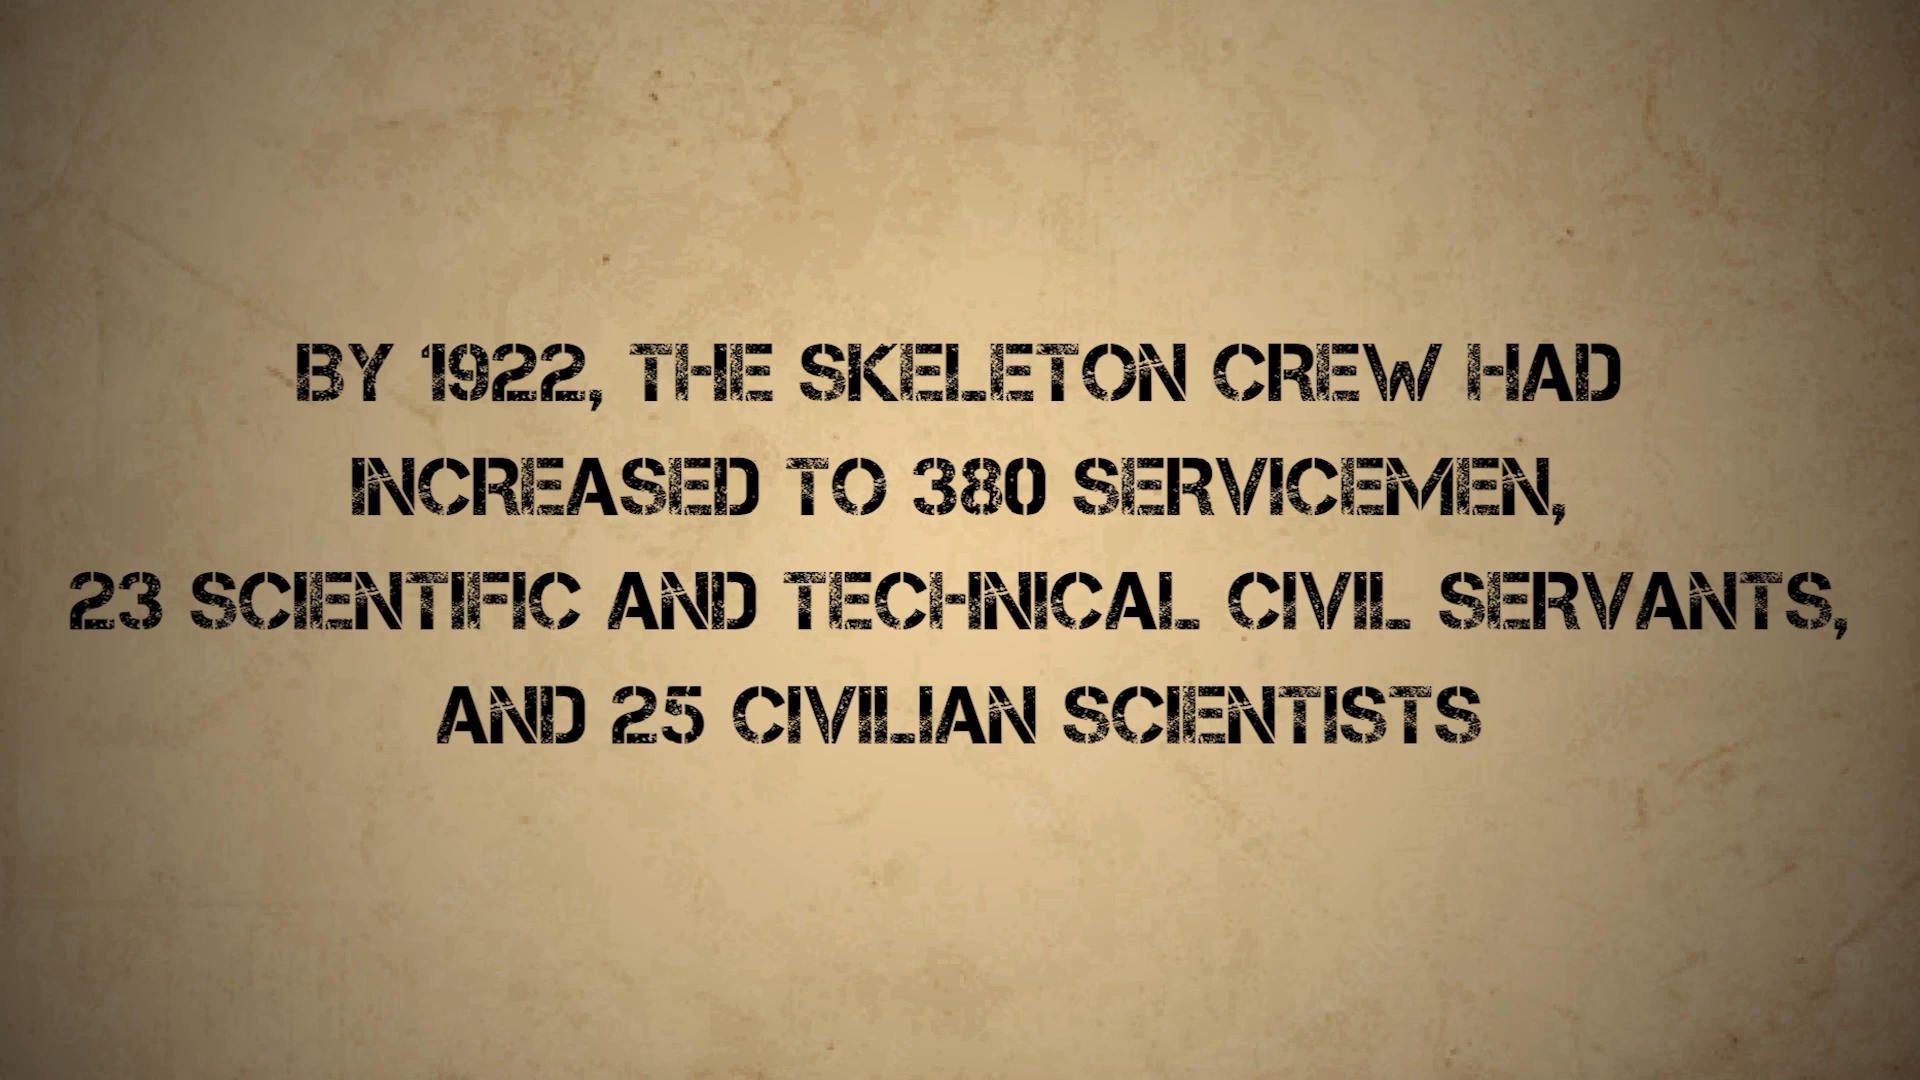 BY 1922, THE SKELETON CREW HAD
INCREASED TO 380 SERVICEMEN,
23 SCIENTIFIC AND TECHNICAL CIVIL SERVANTS,
AND 25 CIVILIAN SCIENTISTS